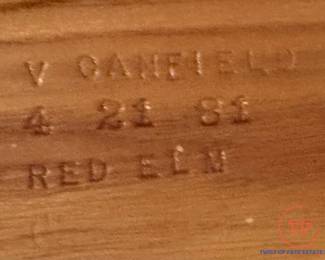 V CANFIELD
4 21 81
RED ELM